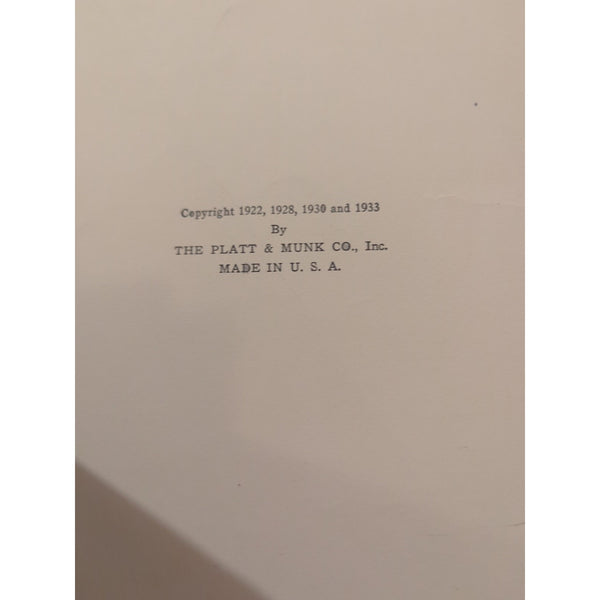 Copyright 1922, 1928, 1930 and 1933
By
THE PLATT & MUNK CO., Inc.
MADE IN U. S. A.